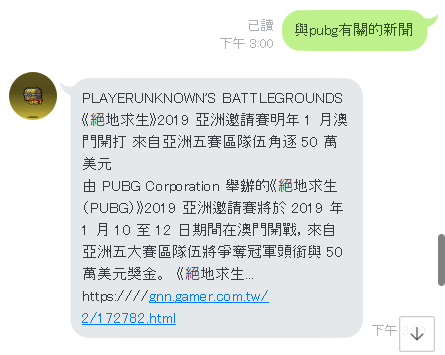 已讀
下午 3:00
與pubg有關的新聞
PLAYERUNKNOWN'S BATTLEGROUNDS
《絕地求生》2019 亞洲邀請賽明年 1 月澳
門開打 來自亞洲五賽區隊伍角逐 50 萬
美元
由 PUBG Corporation 舉辦的《絕地求生
（PUBG）》2019 亞洲邀請賽將於 2019 年
1 月 10 至 12 日期間在澳門開戰，來自
亞洲五大賽區隊伍將爭奪冠軍頭銜與 50
萬美元獎金。 《絕地求生...
https:////gnn.gamer.com.tw/
2/172782.html
下午